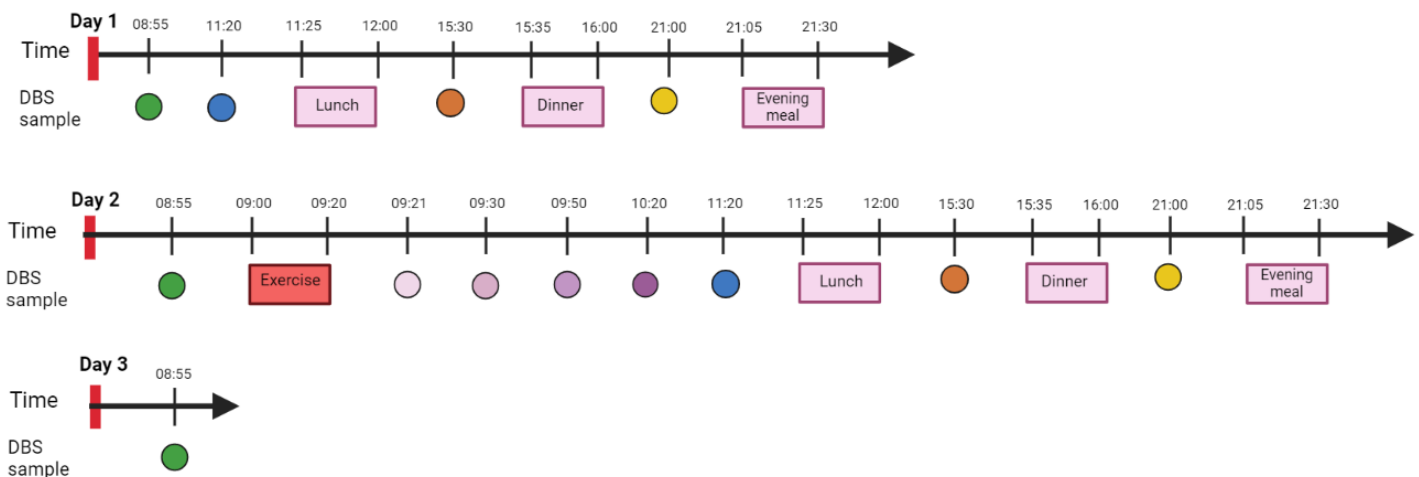 Day 1
08:55 11:20 11:25 12:00 15:30 15:35 16:00 21:00 21:05 21:30
Time
DBS
sample
Lunch
Dinner
Evening
meal
Day 2
08:55 09:00 09:20 09:21 09:30 09:50 10:20 11:20 11:25 12:00 15:30 15:35 16:00 21:00 21:05 21:30
Time
DBS
sample
Exercise
Lunch
Dinner
Evening
meal
Day 3
08:55
Time
DBS
sample